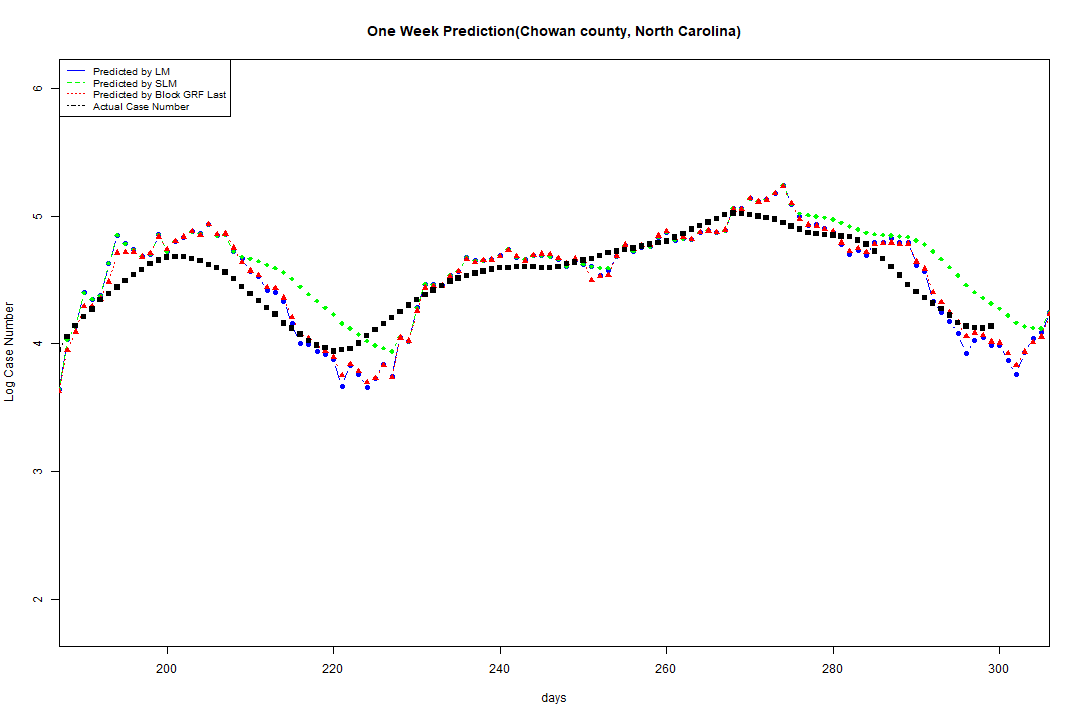 One Week Prediction(Chowan county, North Carolina)
Predicted by LM
Predicted by SLM
Predicted by Block GRF Last
Actual Case Number
Log Case Number
6
5
4
3
2
200 220 240 260 280 300
days